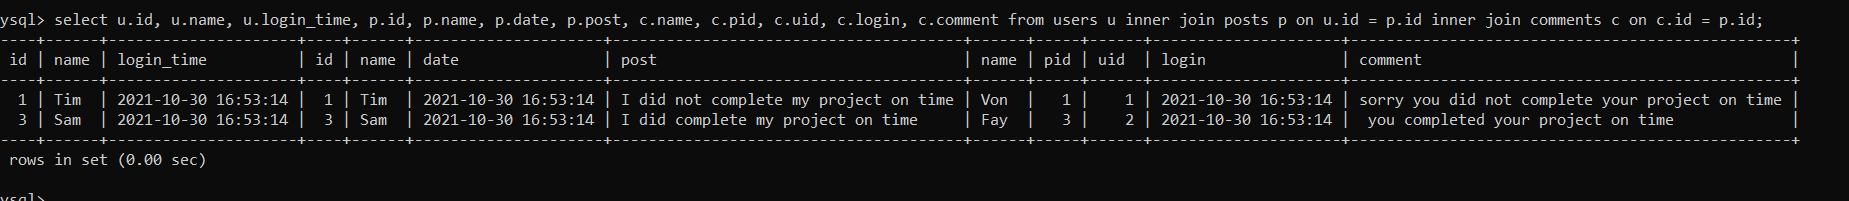 ysql> select u.id, u.name, u.login_time, p.id, p.name, p.date, p.post, c.name, c.pid, c.uid, c.login, c.comment from users u inner join posts p on u.id = p.id inner join comments c on c.id = p.id;
----+------+---------------------+----+------+---------------------+--------------------------------------+------+------+------+---------------------+-----------------------------------------------+
 id | name | login_time          | id | name | date                | post                                 | name | pid | uid  | login               | comment                                       |
----+------+---------------------+----+------+---------------------+--------------------------------------+------+------+------+---------------------+-----------------------------------------------+
  1 | Tim  | 2021-10-30 16:53:14 |  1 | Tim  | 2021-10-30 16:53:14 | I did not complete my project on time | Von  |   1 |    1 | 2021-10-30 16:53:14 | sorry you did not complete your project on time |
  3 | Sam  | 2021-10-30 16:53:14 |  3 | Sam  | 2021-10-30 16:53:14 | I did complete my project on time    | Fay  |   3 |    2 | 2021-10-30 16:53:14 |  you completed your project on time            |
----+------+---------------------+----+------+---------------------+--------------------------------------+------+------+------+---------------------+-----------------------------------------------+
 rows in set (0.00 sec)
ysql>